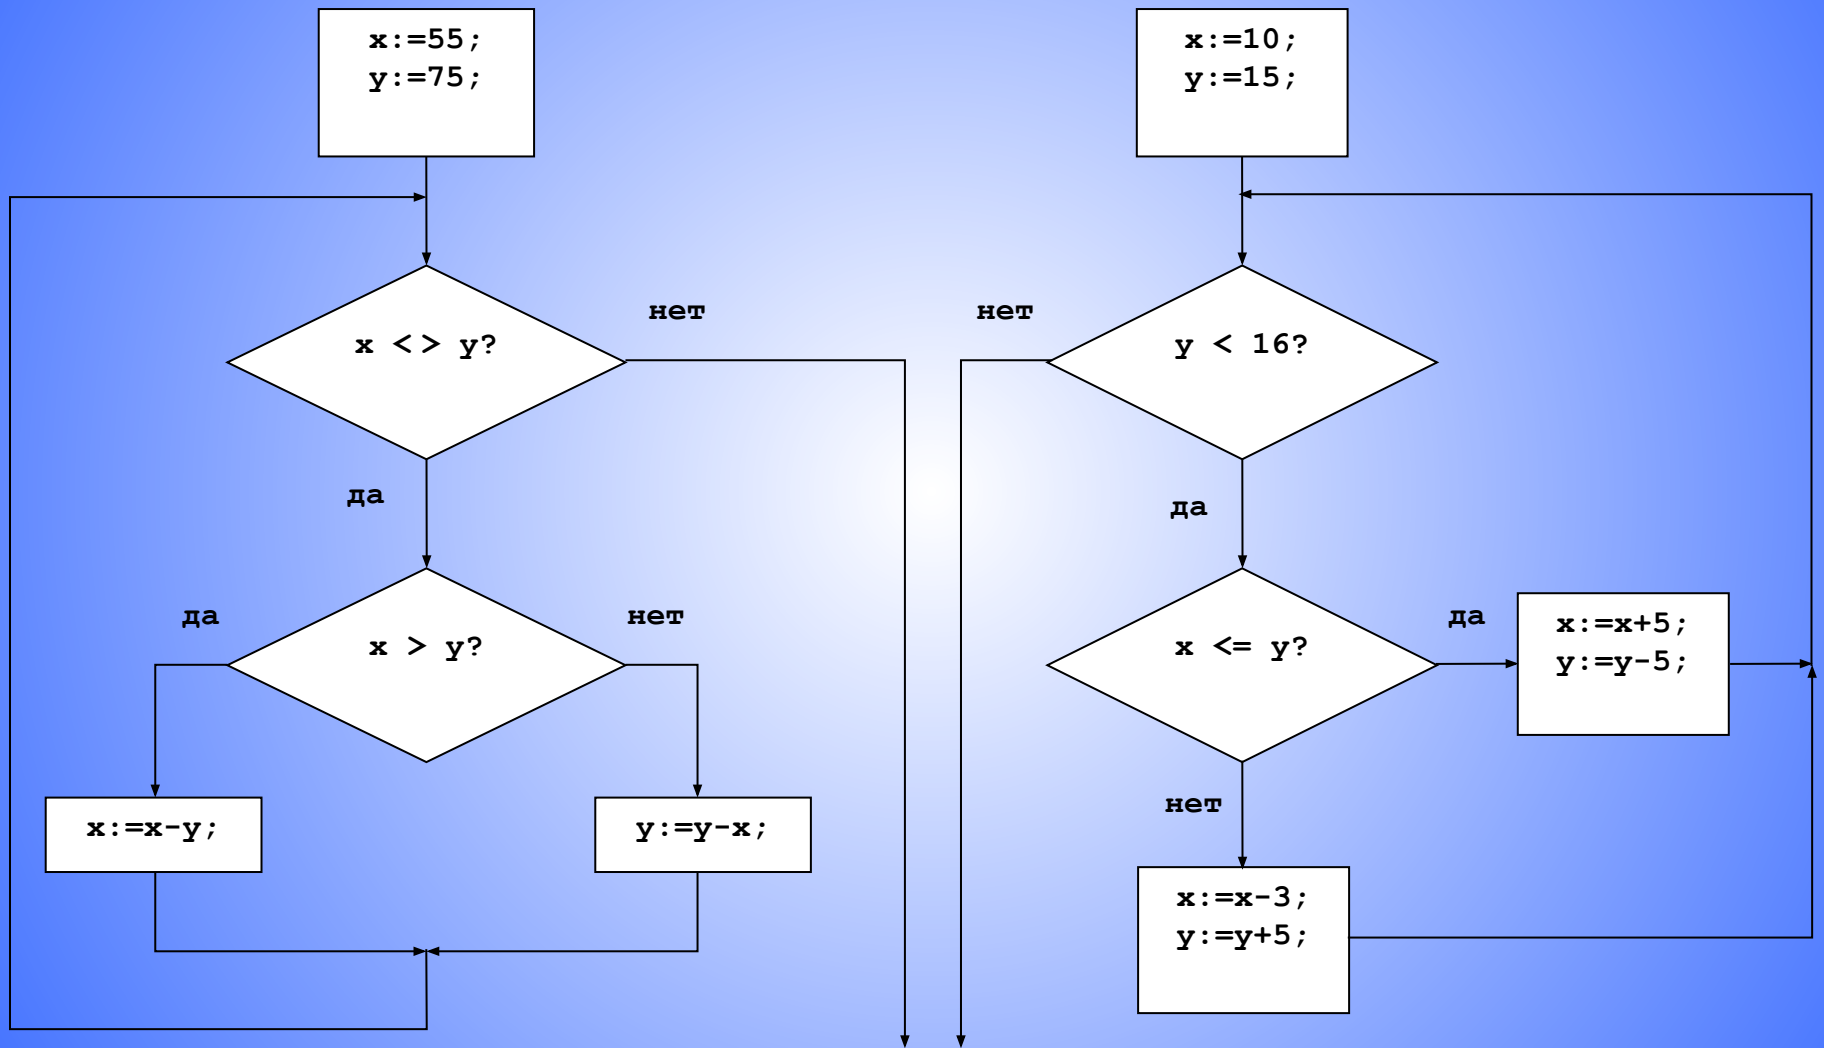 x:=55;
y:=75;
x <> y?
нет
да
x > y?
да
нет
x:=x-y;
y:=y-x;
x:=10;
y:=15;
y < 16?
нет
да
x <= y?
да
x:=x+5;
y:=y-5;
нет
x:=x-3;
y:=y+5;